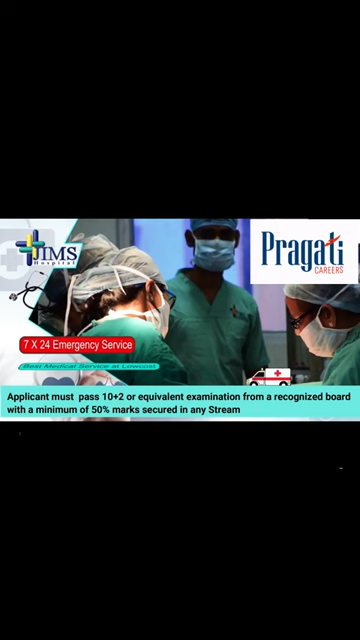 JIMS
Hospital
Pragati
CAREERS
7 X 24 Emergency Service
Best Medical Service at Lowcost
Applicant must pass 10+2 or equivalent examination from a recognized board
with a minimum of 50% marks secured in any Stream